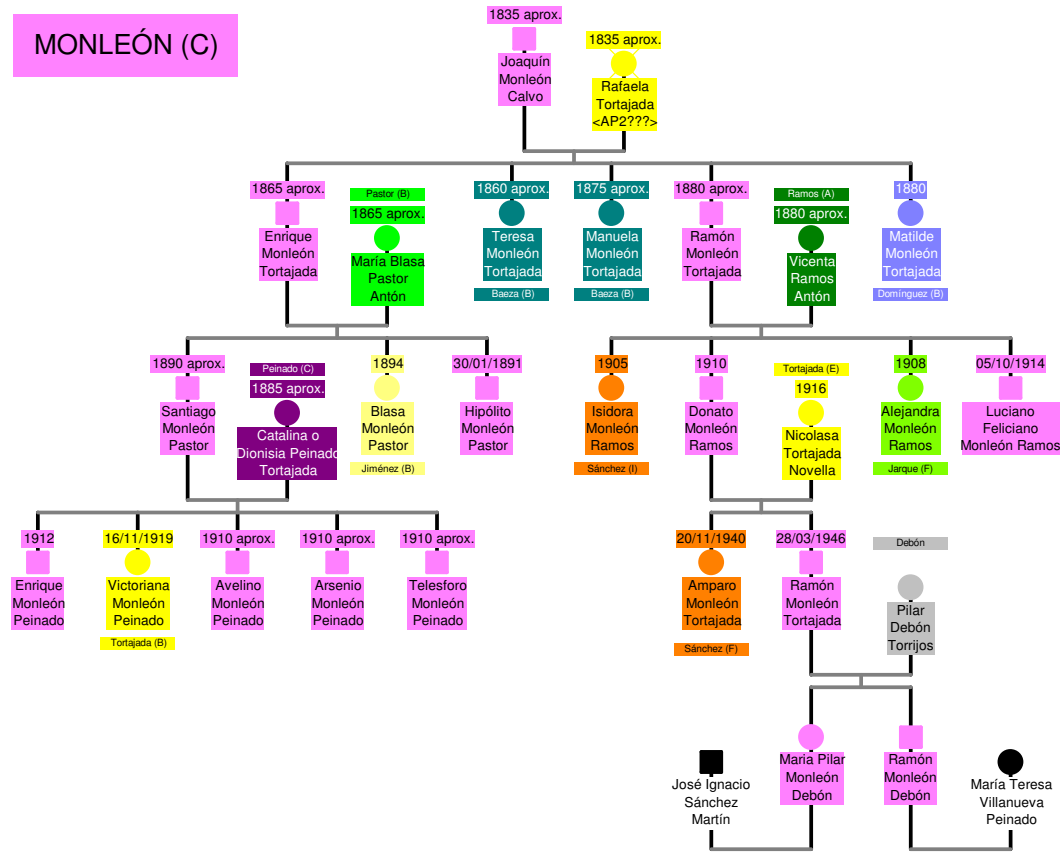 MONLEÓN (C)
1835 aprox.
Joaquín
Monleón
Calvo
1835 aprox.
Rafaela
Tortajada
<AP2???>
1865 aprox.
Enrique
Monleón
Tortajada
Pastor (B)
1865 aprox.
María Blasa
Pastor
Antón
1860 aprox.
Teresa
Monleón
Tortajada
Baeza (B)
1875 aprox.
Manuela
Monleón
Tortajada
Baeza (B)
1880 aprox.
Ramón
Monleón
Tortajada
Ramos (A)
1880 aprox.
Vicenta
Ramos
Antón
1880
Matilde
Monleón
Tortajada
Domínguez (B)
1890 aprox.
Santiago
Monleón
Pastor
Peinado (C)
1885 aprox.
Catalina o
Dionisia Peinado
Tortajada
1894
Blasa
Monleón
Pastor
Jiménez (B)
30/01/1891
Hipólito
Monleón
Pastor
1905
Isidora
Monleón
Ramos
Sánchez (I)
1910
Donato
Monleón
Ramos
Tortajada (E)
1916
Nicolasa
Tortajada
Novella
1908
Alejandra
Monleón
Ramos
Jarque (F)
05/10/1914
Luciano
Feliciano
Monleón Ramos
1912
Enrique
Monleón
Peinado
16/11/1919
Victoriana
Monleón
Peinado
Tortajada (B)
1910 aprox.
Avelino
Monleón
Peinado
1910 aprox.
Arsenio
Monleón
Peinado
1910 aprox.
Telesforo
Monleón
Peinado
20/11/1940
Amparo
Monleón
Tortajada
Sánchez (F)
28/03/1946
Ramón
Monleón
Tortajada
Debón
Pilar
Debón
Torrijos
José Ignacio
Sánchez
Martín
Maria Pilar
Monleón
Debón
Ramón
Monleón
Debón
María Teresa
Villanueva
Peinado